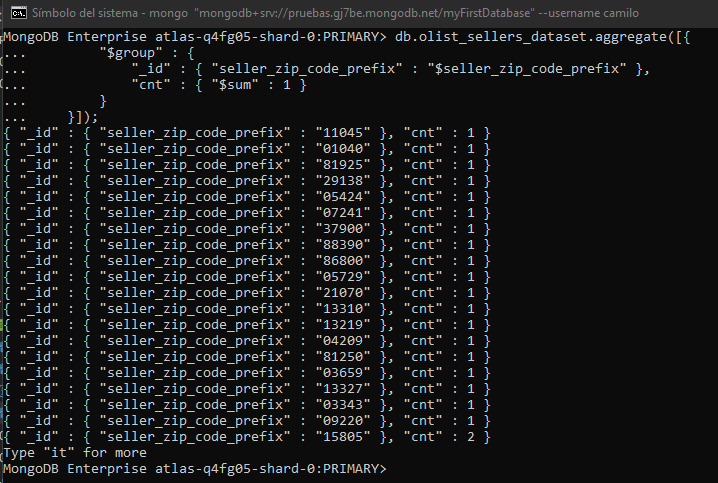 Símbolo del sistema - mongo "mongodb+srv://pruebas.gj7be.mongodb.net/myFirstDatabase" --username camilo
MongoDB Enterprise atlas-q4fg05-shard-0:PRIMARY> db.olist_sellers_dataset.aggregate([{
... "$group" : {
... "_id" : { "seller_zip_code_prefix" : "$seller_zip_code_prefix" },
... "cnt" : { "$sum" : 1 }
... }
... }]);
{ "_id" : { "seller_zip_code_prefix" : "11045" }, "cnt" : 1 }
{ "_id" : { "seller_zip_code_prefix" : "01040" }, "cnt" : 1 }
{ "_id" : { "seller_zip_code_prefix" : "81925" }, "cnt" : 1 }
{ "_id" : { "seller_zip_code_prefix" : "29138" }, "cnt" : 1 }
{ "_id" : { "seller_zip_code_prefix" : "05424" }, "cnt" : 1 }
{ "_id" : { "seller_zip_code_prefix" : "07241" }, "cnt" : 1 }
{ "_id" : { "seller_zip_code_prefix" : "37900" }, "cnt" : 1 }
{ "_id" : { "seller_zip_code_prefix" : "88390" }, "cnt" : 1 }
{ "_id" : { "seller_zip_code_prefix" : "86800" }, "cnt" : 1 }
{ "_id" : { "seller_zip_code_prefix" : "05729" }, "cnt" : 1 }
{ "_id" : { "seller_zip_code_prefix" : "21070" }, "cnt" : 1 }
{ "_id" : { "seller_zip_code_prefix" : "13310" }, "cnt" : 1 }
{ "_id" : { "seller_zip_code_prefix" : "13219" }, "cnt" : 1 }
{ "_id" : { "seller_zip_code_prefix" : "04209" }, "cnt" : 1 }
{ "_id" : { "seller_zip_code_prefix" : "81250" }, "cnt" : 1 }
{ "_id" : { "seller_zip_code_prefix" : "03659" }, "cnt" : 1 }
{ "_id" : { "seller_zip_code_prefix" : "13327" }, "cnt" : 1 }
{ "_id" : { "seller_zip_code_prefix" : "03343" }, "cnt" : 1 }
{ "_id" : { "seller_zip_code_prefix" : "09220" }, "cnt" : 1 }
{ "_id" : { "seller_zip_code_prefix" : "15805" }, "cnt" : 2 }
Type "it" for more
MongoDB Enterprise atlas-q4fg05-shard-0:PRIMARY>